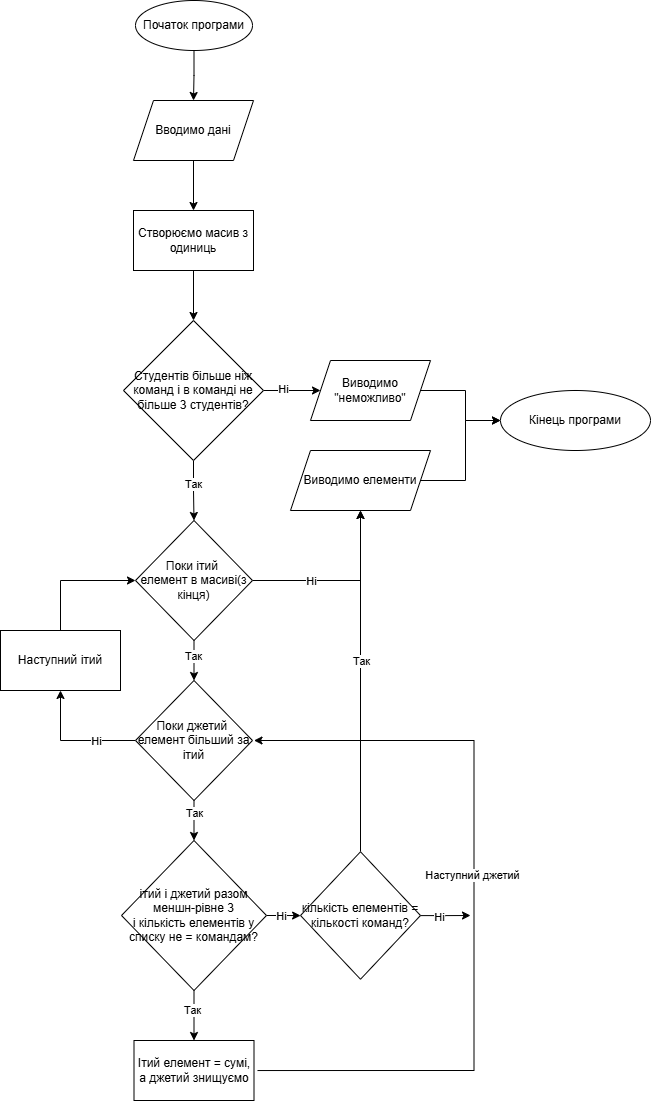 Початок програми
Вводимо дані
Створюємо масив з
одиниць
Студентів більше ніж
команд і в команді не
більше 3 студентів?
Ні
Виводимо
"неможливо"
Кінець програми
Виводимо елементи
Так
Поки ітий
елемент в масиві(з
кінця)
Ні
Так
Наступний ітий
Так
Поки джетий
елемент більший за
ітий
Ні
Так
Наступний джетий
ітий і джетий разом
меншн-рівне 3
і кількість елементів у
списку не = командам?
Ні
кількість елементів =
кількості команд?
Ні
Так
Ітий елемент = сумі,
а джетий знищуємо